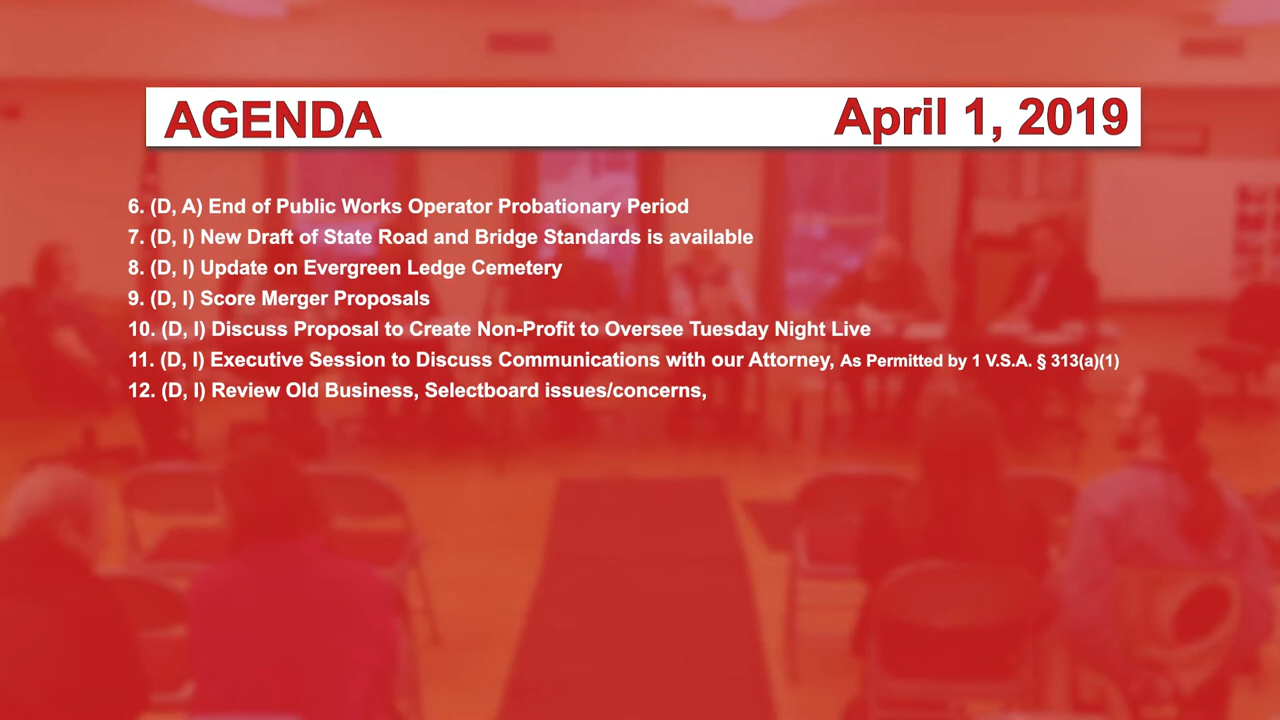 AGENDA April 1, 2019
6. (D, A) End of Public Works Operator Probationary Period
7. (D, I) New Draft of State Road and Bridge Standards is available
8. (D, I) Update on Evergreen Ledge Cemetery
9. (D, I) Score Merger Proposals
10. (D, I) Discuss Proposal to Create Non-Profit to Oversee Tuesday Night Live
11. (D, I) Executive Session to Discuss Communications with our Attorney, As Permitted by 1 V.S.A. § 313(a)(1)
12. (D, I) Review Old Business, Selectboard issues/concerns,